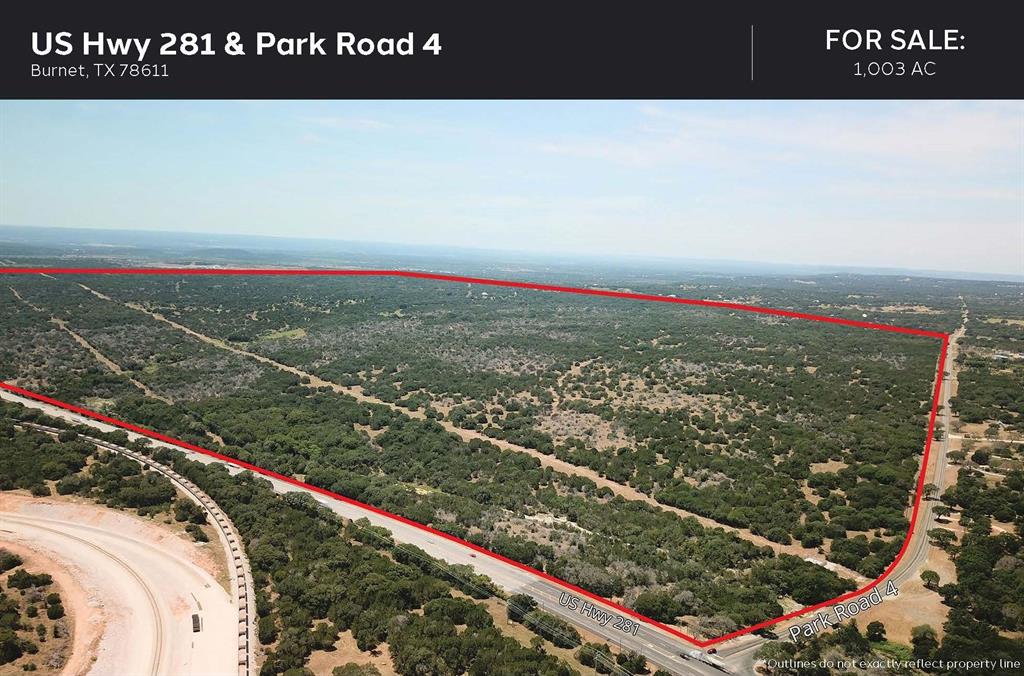 US Hwy 281 & Park Road 4
Burnet, TX 78611
FOR SALE:
1,003 AC
US Hwy 281
Park Road 4
*Outlines do not exactly reflect property line